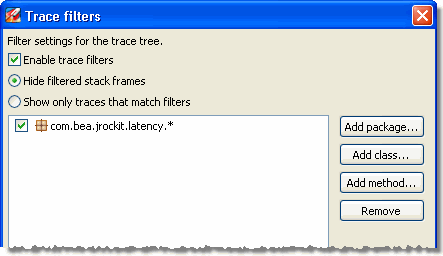 Trace filters
Filter settings for the trace tree.
Enable trace filters
Hide filtered stack frames
Show only traces that match filters
com.bea.jrockit.latency.*
Add package...
Add class...
Add method...
Remove